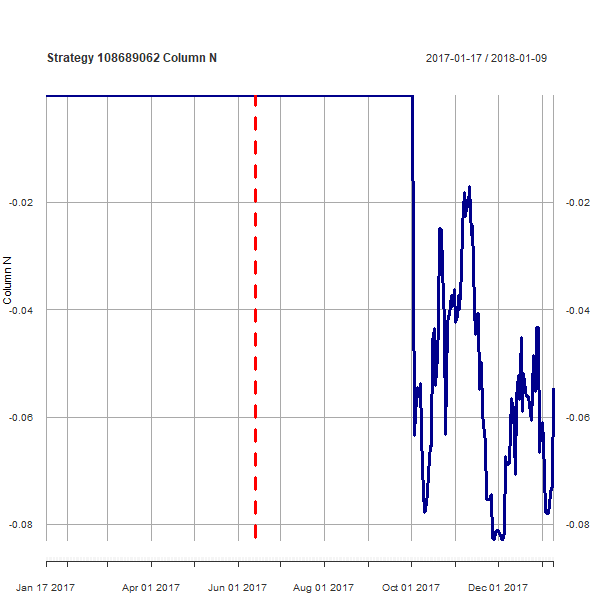 Strategy 108689062 Column N
2017-01-17 / 2018-01-09
-0.02
-0.02
-0.04
-0.04
-0.06
-0.06
-0.08
-0.08
Column N
Jan 17 2017
Apr 01 2017
Jun 01 2017
Aug 01 2017
Oct 01 2017
Dec 01 2017